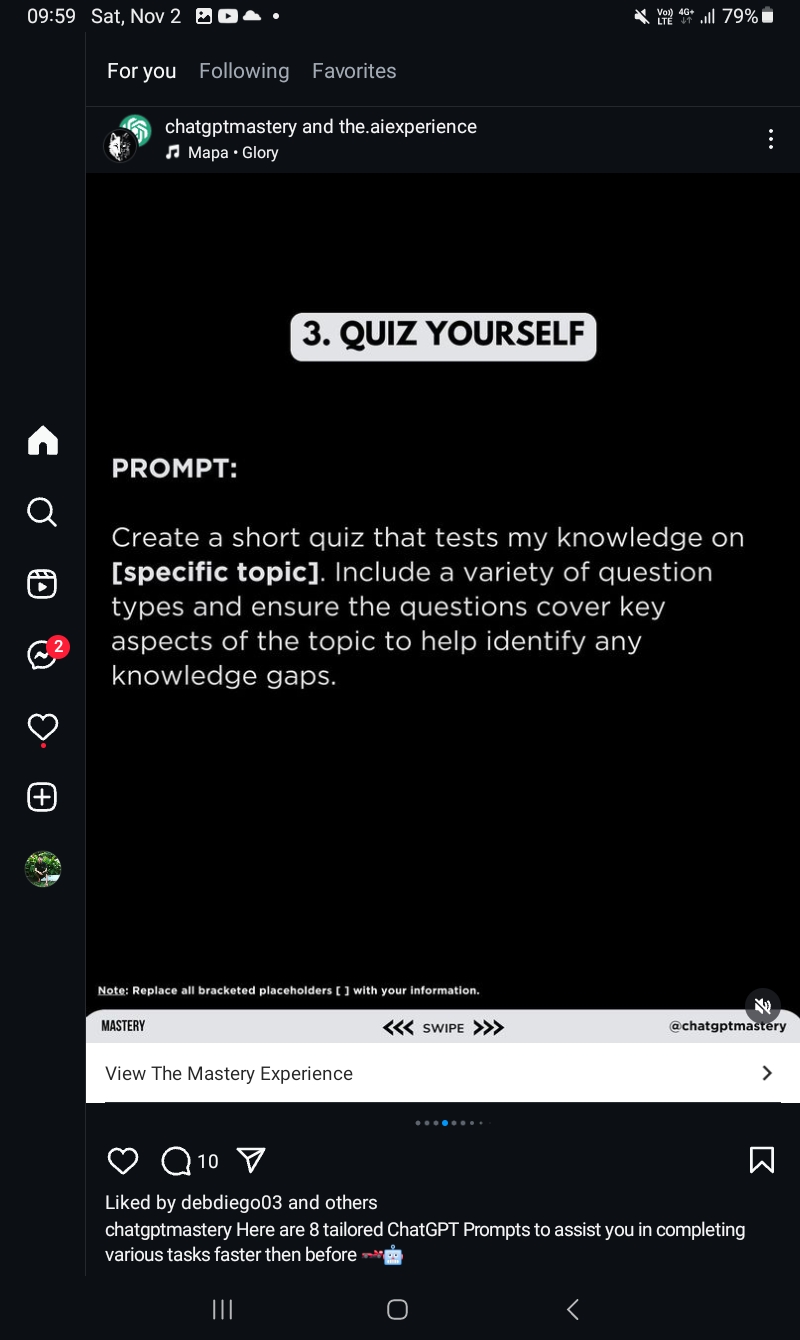 09:59 Sat, Nov 2
Vo)) LTE 4G+ 79%
For you Following Favorites
chatgptmastery and the.aiexperience
Mapa • Glory
3. QUIZ YOURSELF
PROMPT:
Create a short quiz that tests my knowledge on
[specific topic]. Include a variety of question
types and ensure the questions cover key
aspects of the topic to help identify any
knowledge gaps.
2
Note: Replace all bracketed placeholders [ ] with your information.
MASTERY <<< SWIPE >>> @chatgptmastery
View The Mastery Experience
10
Liked by debdiego03 and others
chatgptmastery Here are 8 tailored ChatGPT Prompts to assist you in completing
various tasks faster then before 🏎️🤖